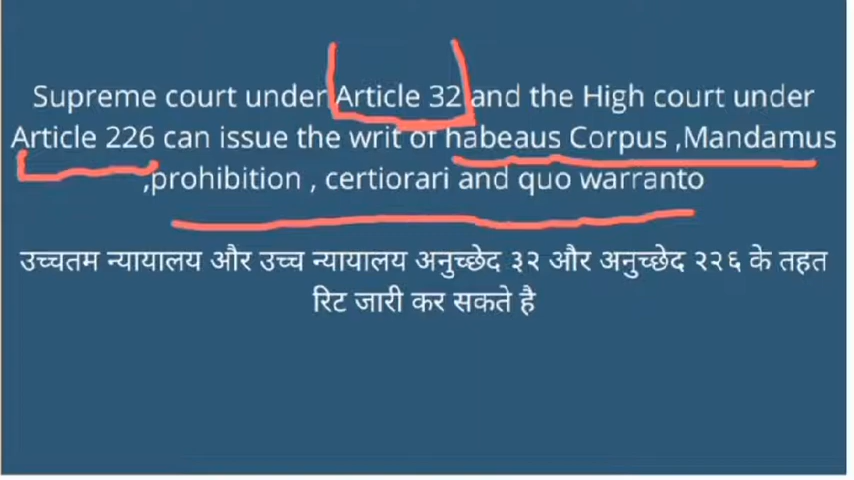 Supreme court under Article 32 and the High court under
Article 226 can issue the writ of habeaus Corpus ,Mandamus
,prohibition , certiorari and quo warranto
उच्चतम न्यायालय और उच्च न्यायालय अनुच्छेद ३२ और अनुच्छेद २२६ के तहत
रिट जारी कर सकते है